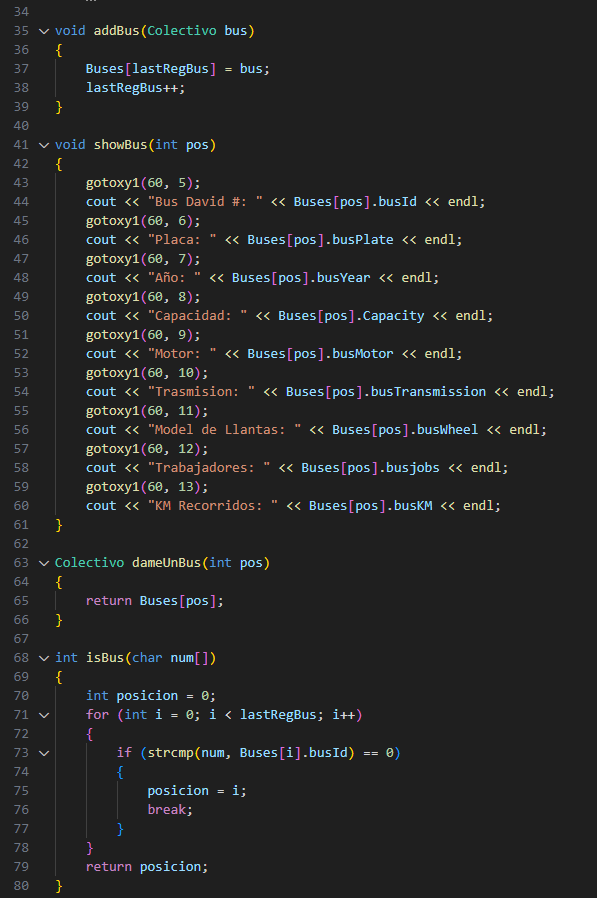 34
35 void addBus(Colectivo bus)
36 {
37 Buses[lastRegBus] = bus;
38 lastRegBus++;
39 }
40
41 void showBus(int pos)
42 {
43 gotoxy1(60, 5);
44 cout << "Bus David #: " << Buses[pos].busId << endl;
45 gotoxy1(60, 6);
46 cout << "Placa: " << Buses[pos].busPlate << endl;
47 gotoxy1(60, 7);
48 cout << "Año: " << Buses[pos].busYear << endl;
49 gotoxy1(60, 8);
50 cout << "Capacidad: " << Buses[pos].Capacity << endl;
51 gotoxy1(60, 9);
52 cout << "Motor: " << Buses[pos].busMotor << endl;
53 gotoxy1(60, 10);
54 cout << "Trasmision: " << Buses[pos].busTransmission << endl;
55 gotoxy1(60, 11);
56 cout << "Model de Llantas: " << Buses[pos].busWheel << endl;
57 gotoxy1(60, 12);
58 cout << "Trabajadores: " << Buses[pos].busjobs << endl;
59 gotoxy1(60, 13);
60 cout << "KM Recorridos: " << Buses[pos].busKM << endl;
61 }
62
63 Colectivo dameUnBus(int pos)
64 {
65 return Buses[pos];
66 }
67
68 int isBus(char num[])
69 {
70 int posicion = 0;
71 for (int i = 0; i < lastRegBus; i++)
72 {
73 if (strcmp(num, Buses[i].busId) == 0)
74 {
75 posicion = i;
76 break;
77 }
78 }
79 return posicion;
80 }